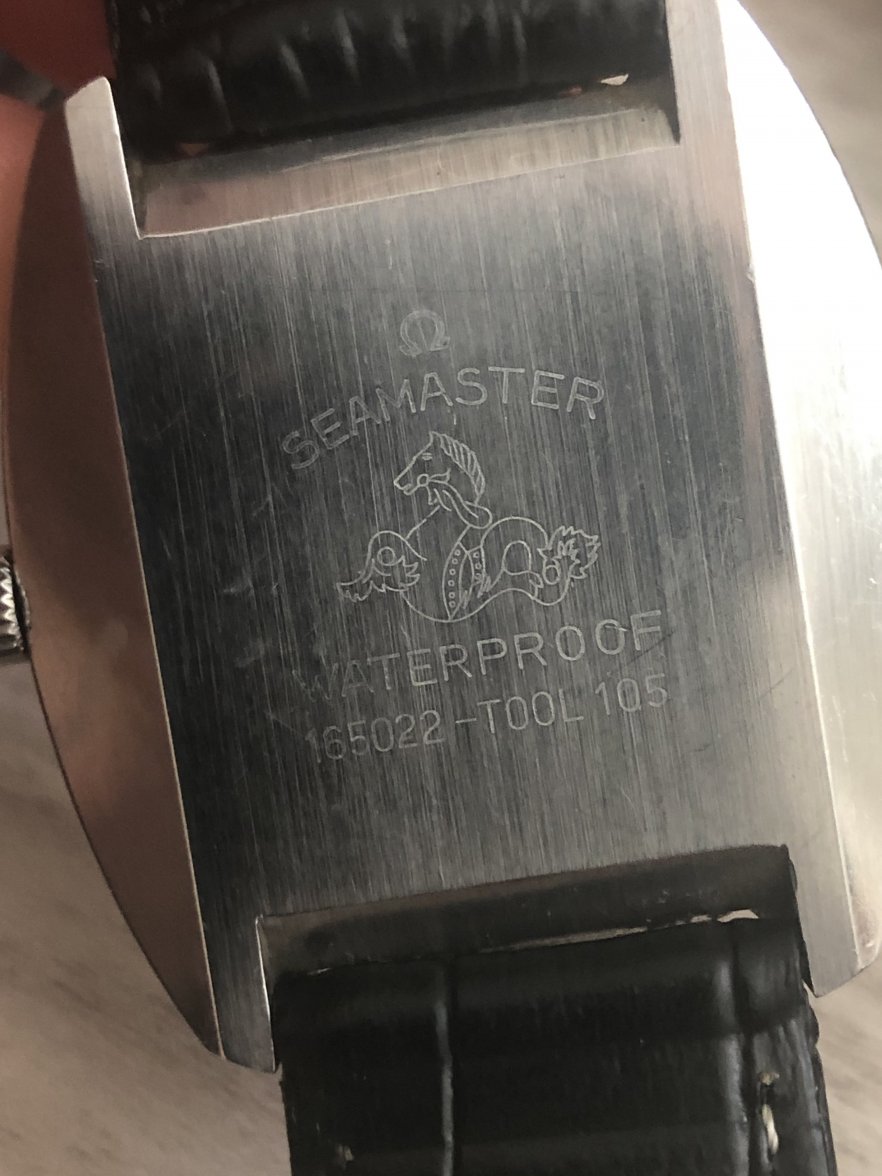 Ω
SEAMASTER
WATERPROOF
165022-TOOL 105